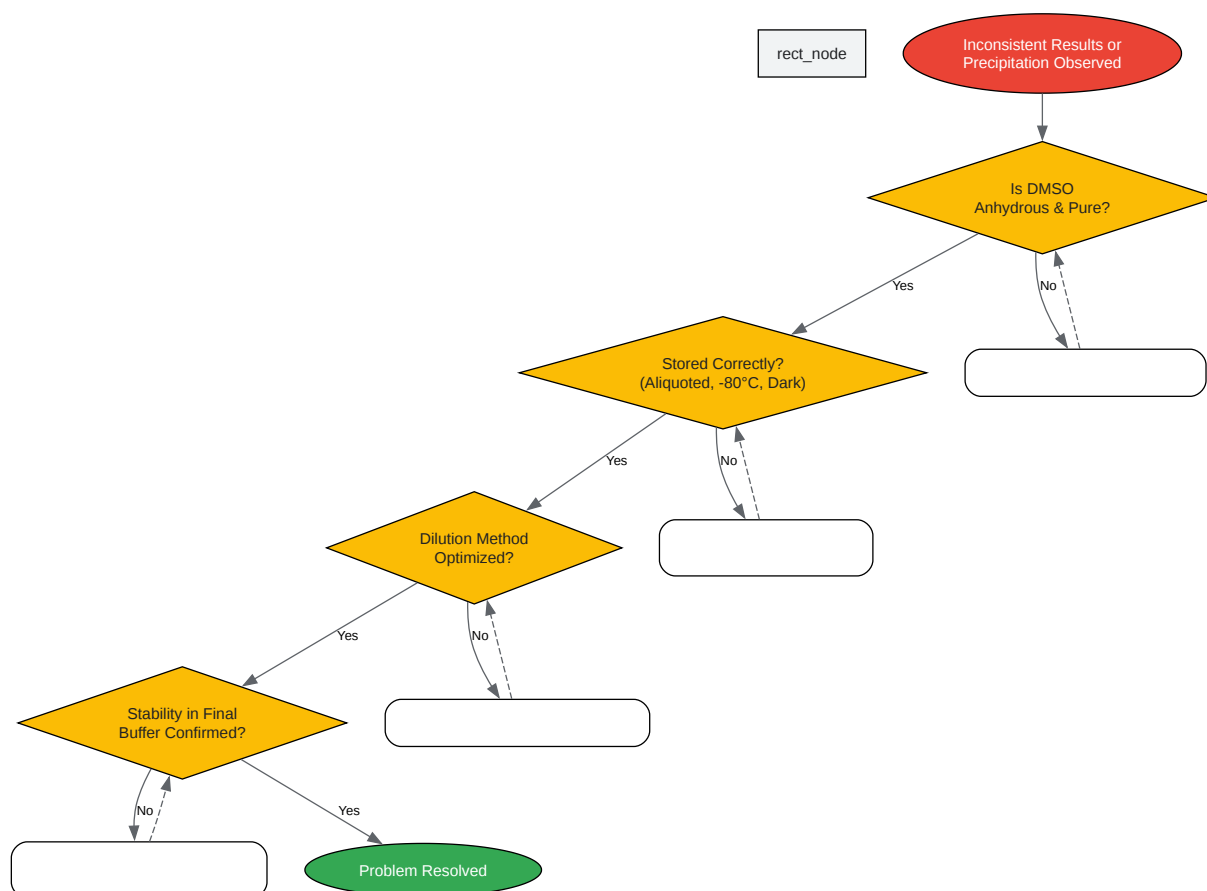 rect_node
Inconsistent Results or
Precipitation Observed
Is DMSO
Anhydrous & Pure?
Yes
No
Stored Correctly?
(Aliquoted, -80°C, Dark)
Yes
No
Dilution Method
Optimized?
Yes
No
Stability in Final
Buffer Confirmed?
No
Yes
Problem Resolved